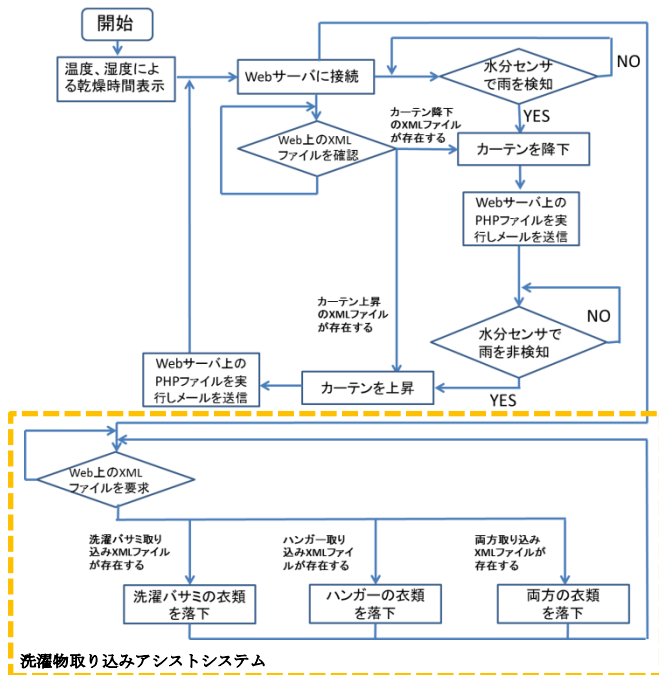 開始
温度、湿度によ
る乾燥時間表示
Webサーバに接続
水分センサ
で雨を検知
NO
YES
Web上のXML
ファイルを確認
カーテン降下
のXMLファイル
が存在する
カーテンを降下
Webサーバ上の
PHPファイルを実
行しメールを送信
カーテン上昇
のXMLファイル
が存在する
NO
水分センサで
雨を非検知
YES
カーテンを上昇
Webサーバ上の
PHPファイルを実
行しメールを送信
Web上のXML
ファイルを要求
洗濯バサミ取り
込みXMLファイル
が存在する
ハンガー取り
込みXMLファイ
ルが存在する
両方取り込み
XMLファイルが
存在する
洗濯バサミの衣類
を落下
ハンガーの衣類
を落下
両方の衣類
を落下
洗濯物取り込みアシストシステム